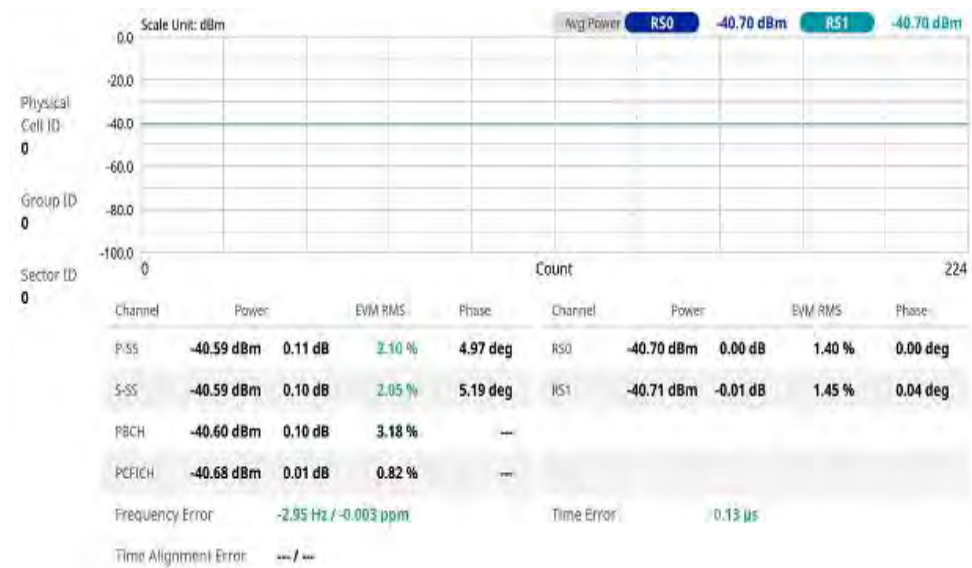 Scale Unit: dBm
Avg Power RS0 -40.70 dBm RS1 -40.70 dBm
0.0
-20.0
-40.0
-60.0
-80.0
-100.0
0 Count 224
Physical
Cell ID
0
Group ID
0
Sector ID
0
Channel Power EVM RMS Phase Channel Power EVM RMS Phase
P-SS -40.59 dBm 0.11 dB 2.10 % 4.97 deg RS0 -40.70 dBm 0.00 dB 1.40 % 0.00 deg
S-SS -40.59 dBm 0.10 dB 2.05 % 5.19 deg RS1 -40.71 dBm -0.01 dB 1.45 % 0.04 deg
PBCH -40.60 dBm 0.10 dB 3.18 % ---
PCFICH -40.68 dBm 0.01 dB 0.82 % ---
Frequency Error -2.95 Hz / -0.003 ppm Time Error 0.13 µs
Time Alignment Error --- / ---